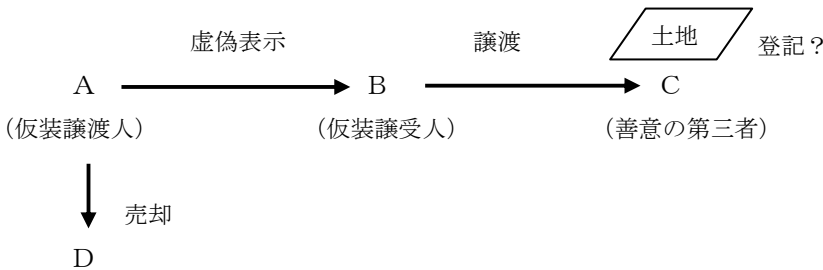 虚偽表示 譲渡 土地 登記？
A B C
（仮装譲渡人） （仮装譲受人） （善意の第三者）
売却
D